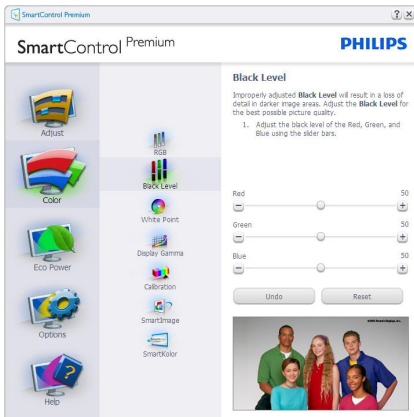 SmartControl Premium
SmartControl Premium
PHILIPS
Adjust
Color
Eco Power
Options
Help
RGB
Black Level
White Point
Display Gamma
Calibration
SmartImage
SmartKolor
Black Level
Improperly adjusted Black Level will result in a loss of
detail in darker image areas. Adjust the Black Level for
the best possible picture quality.
1. Adjust the black level of the Red, Green, and
Blue using the slider bars.
Red 50
Green 50
Blue 50
Undo Reset